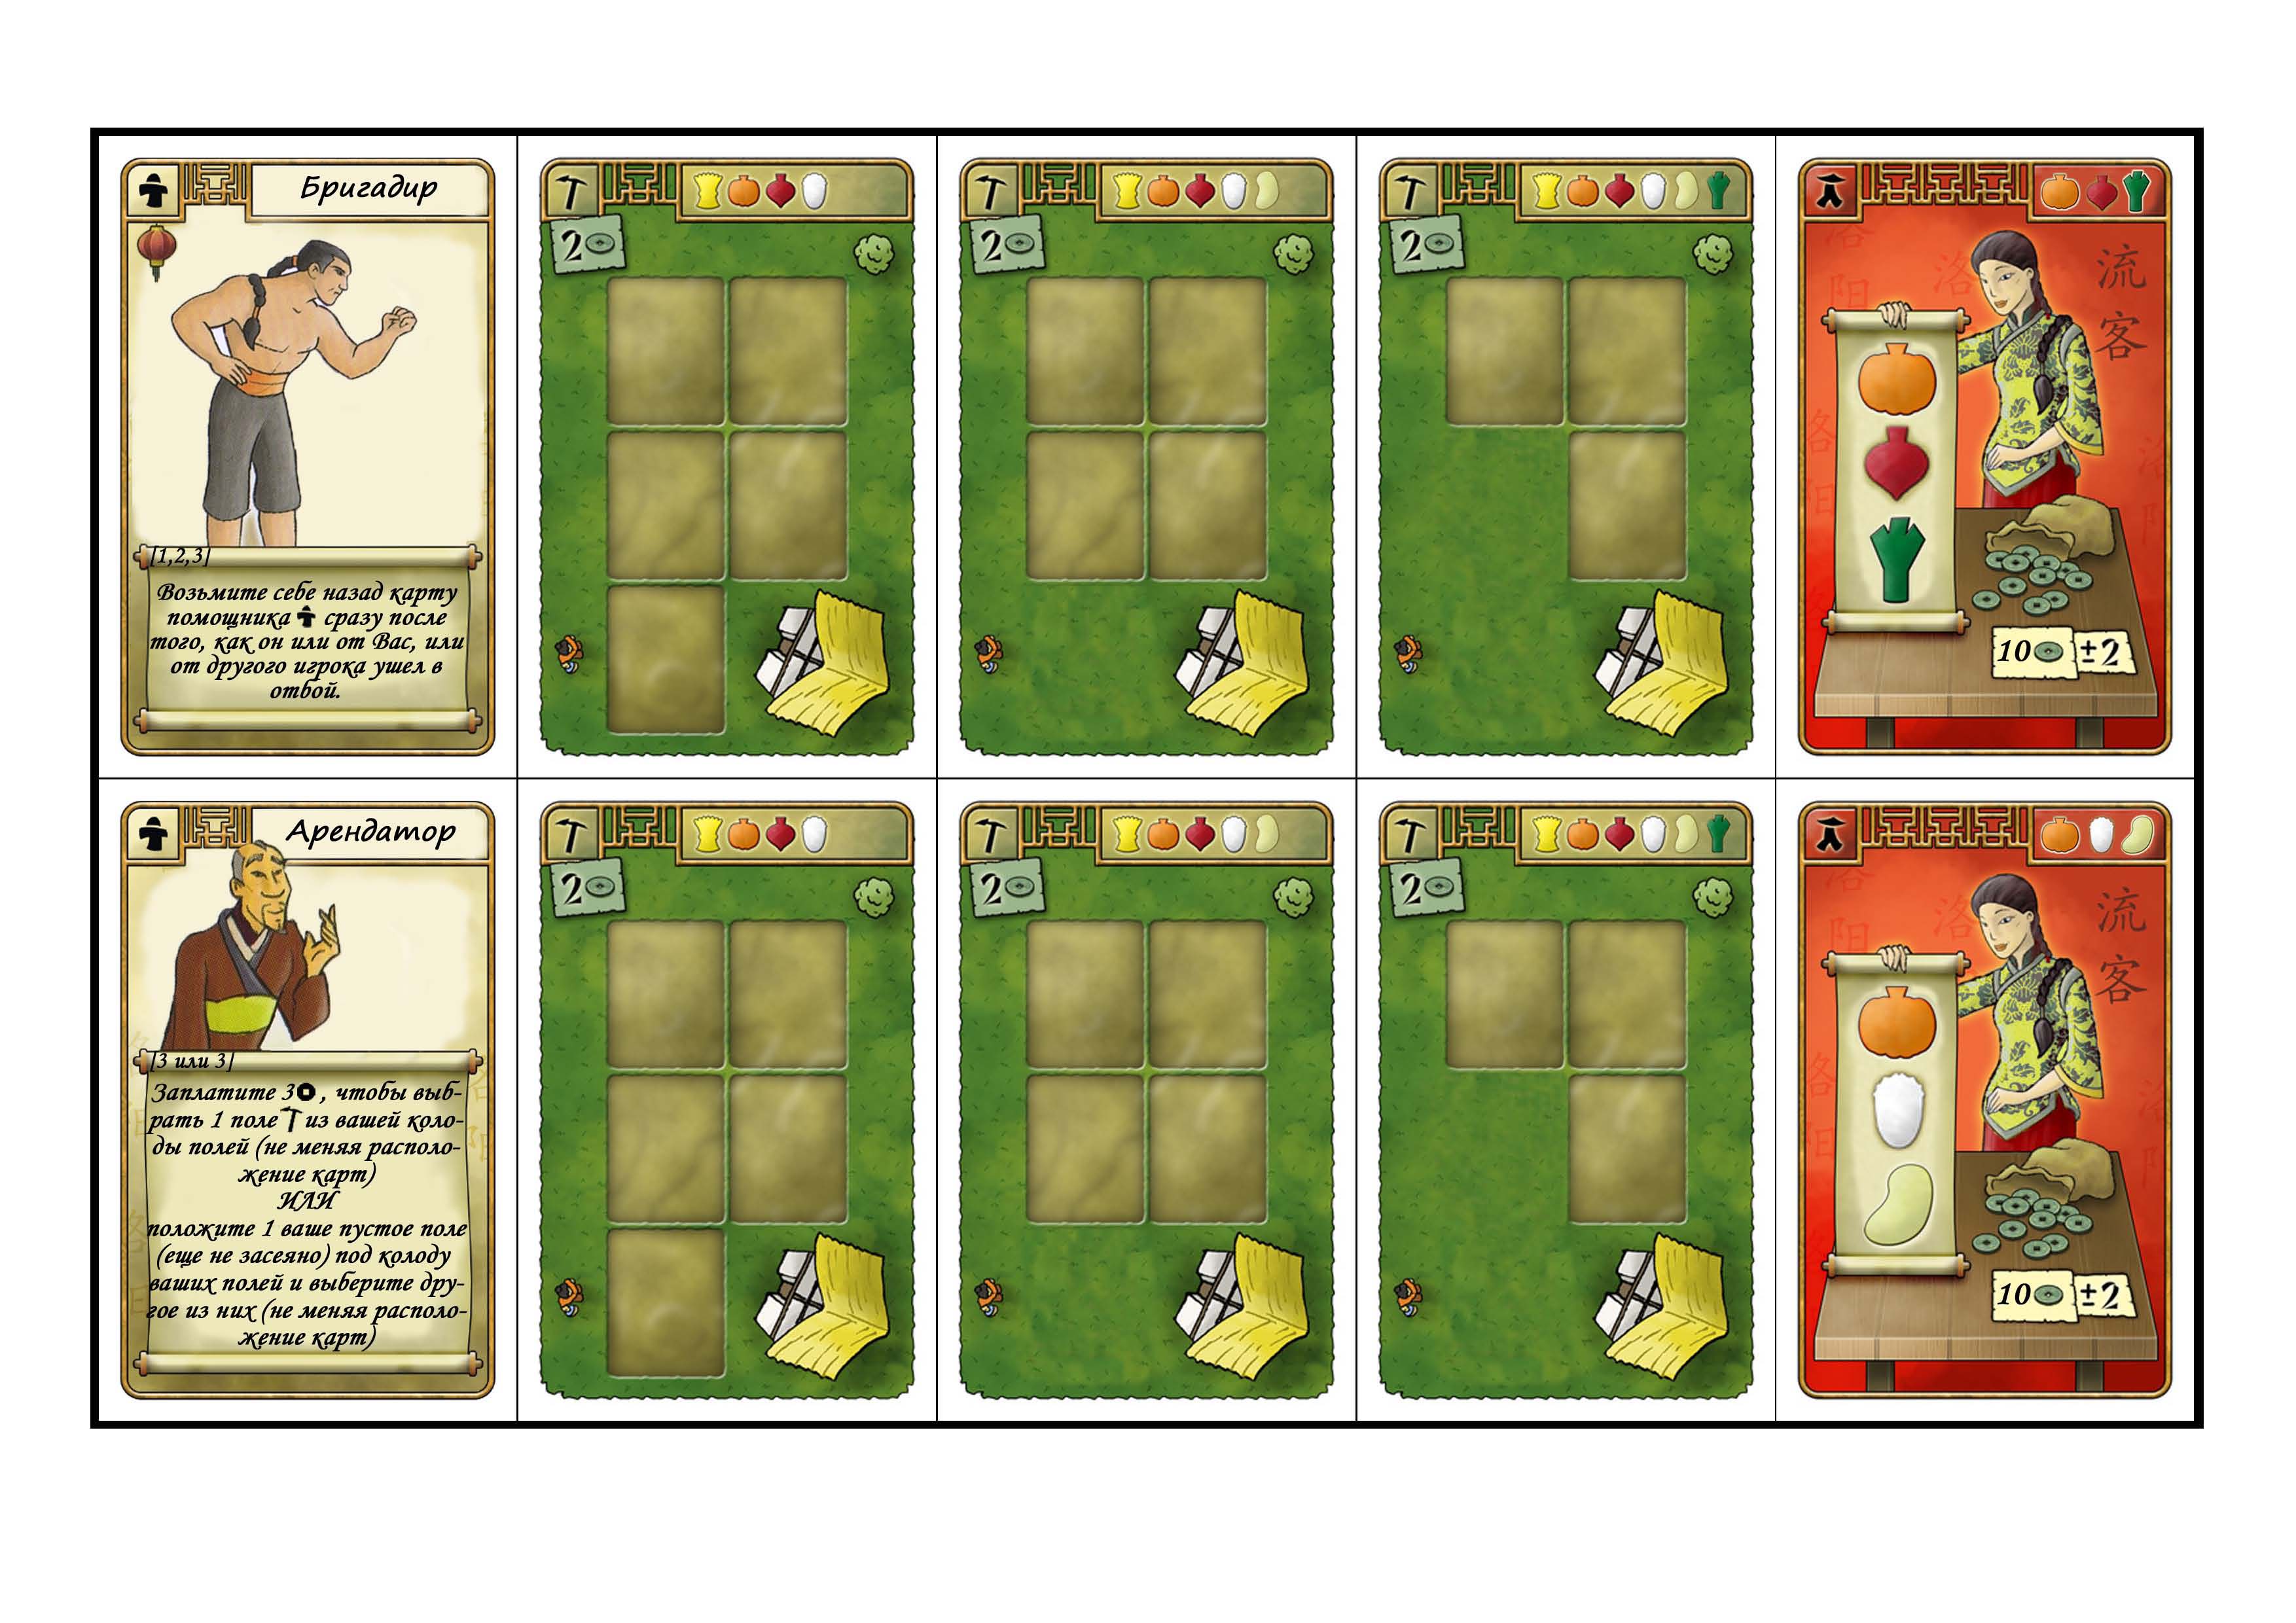 Бригадир
[1,2,3]
Возьмите себе назад карту
помощника сразу после
того, как он или от Вас, или
от другого игрока ушел в
отбой.
2
2
2
流
客
10 ±2
Арендатор
[3 или 3]
Заплатите 3 , чтобы выб-
рать 1 поле из вашей коло-
ды полей (не меняя располо-
жение карт)
ИЛИ
положите 1 ваше пустое поле
(еще не засеяно) под колоду
ваших полей и выберите дру-
гое из них (не меняя располо-
жение карт)
2
2
2
流
客
10 ±2